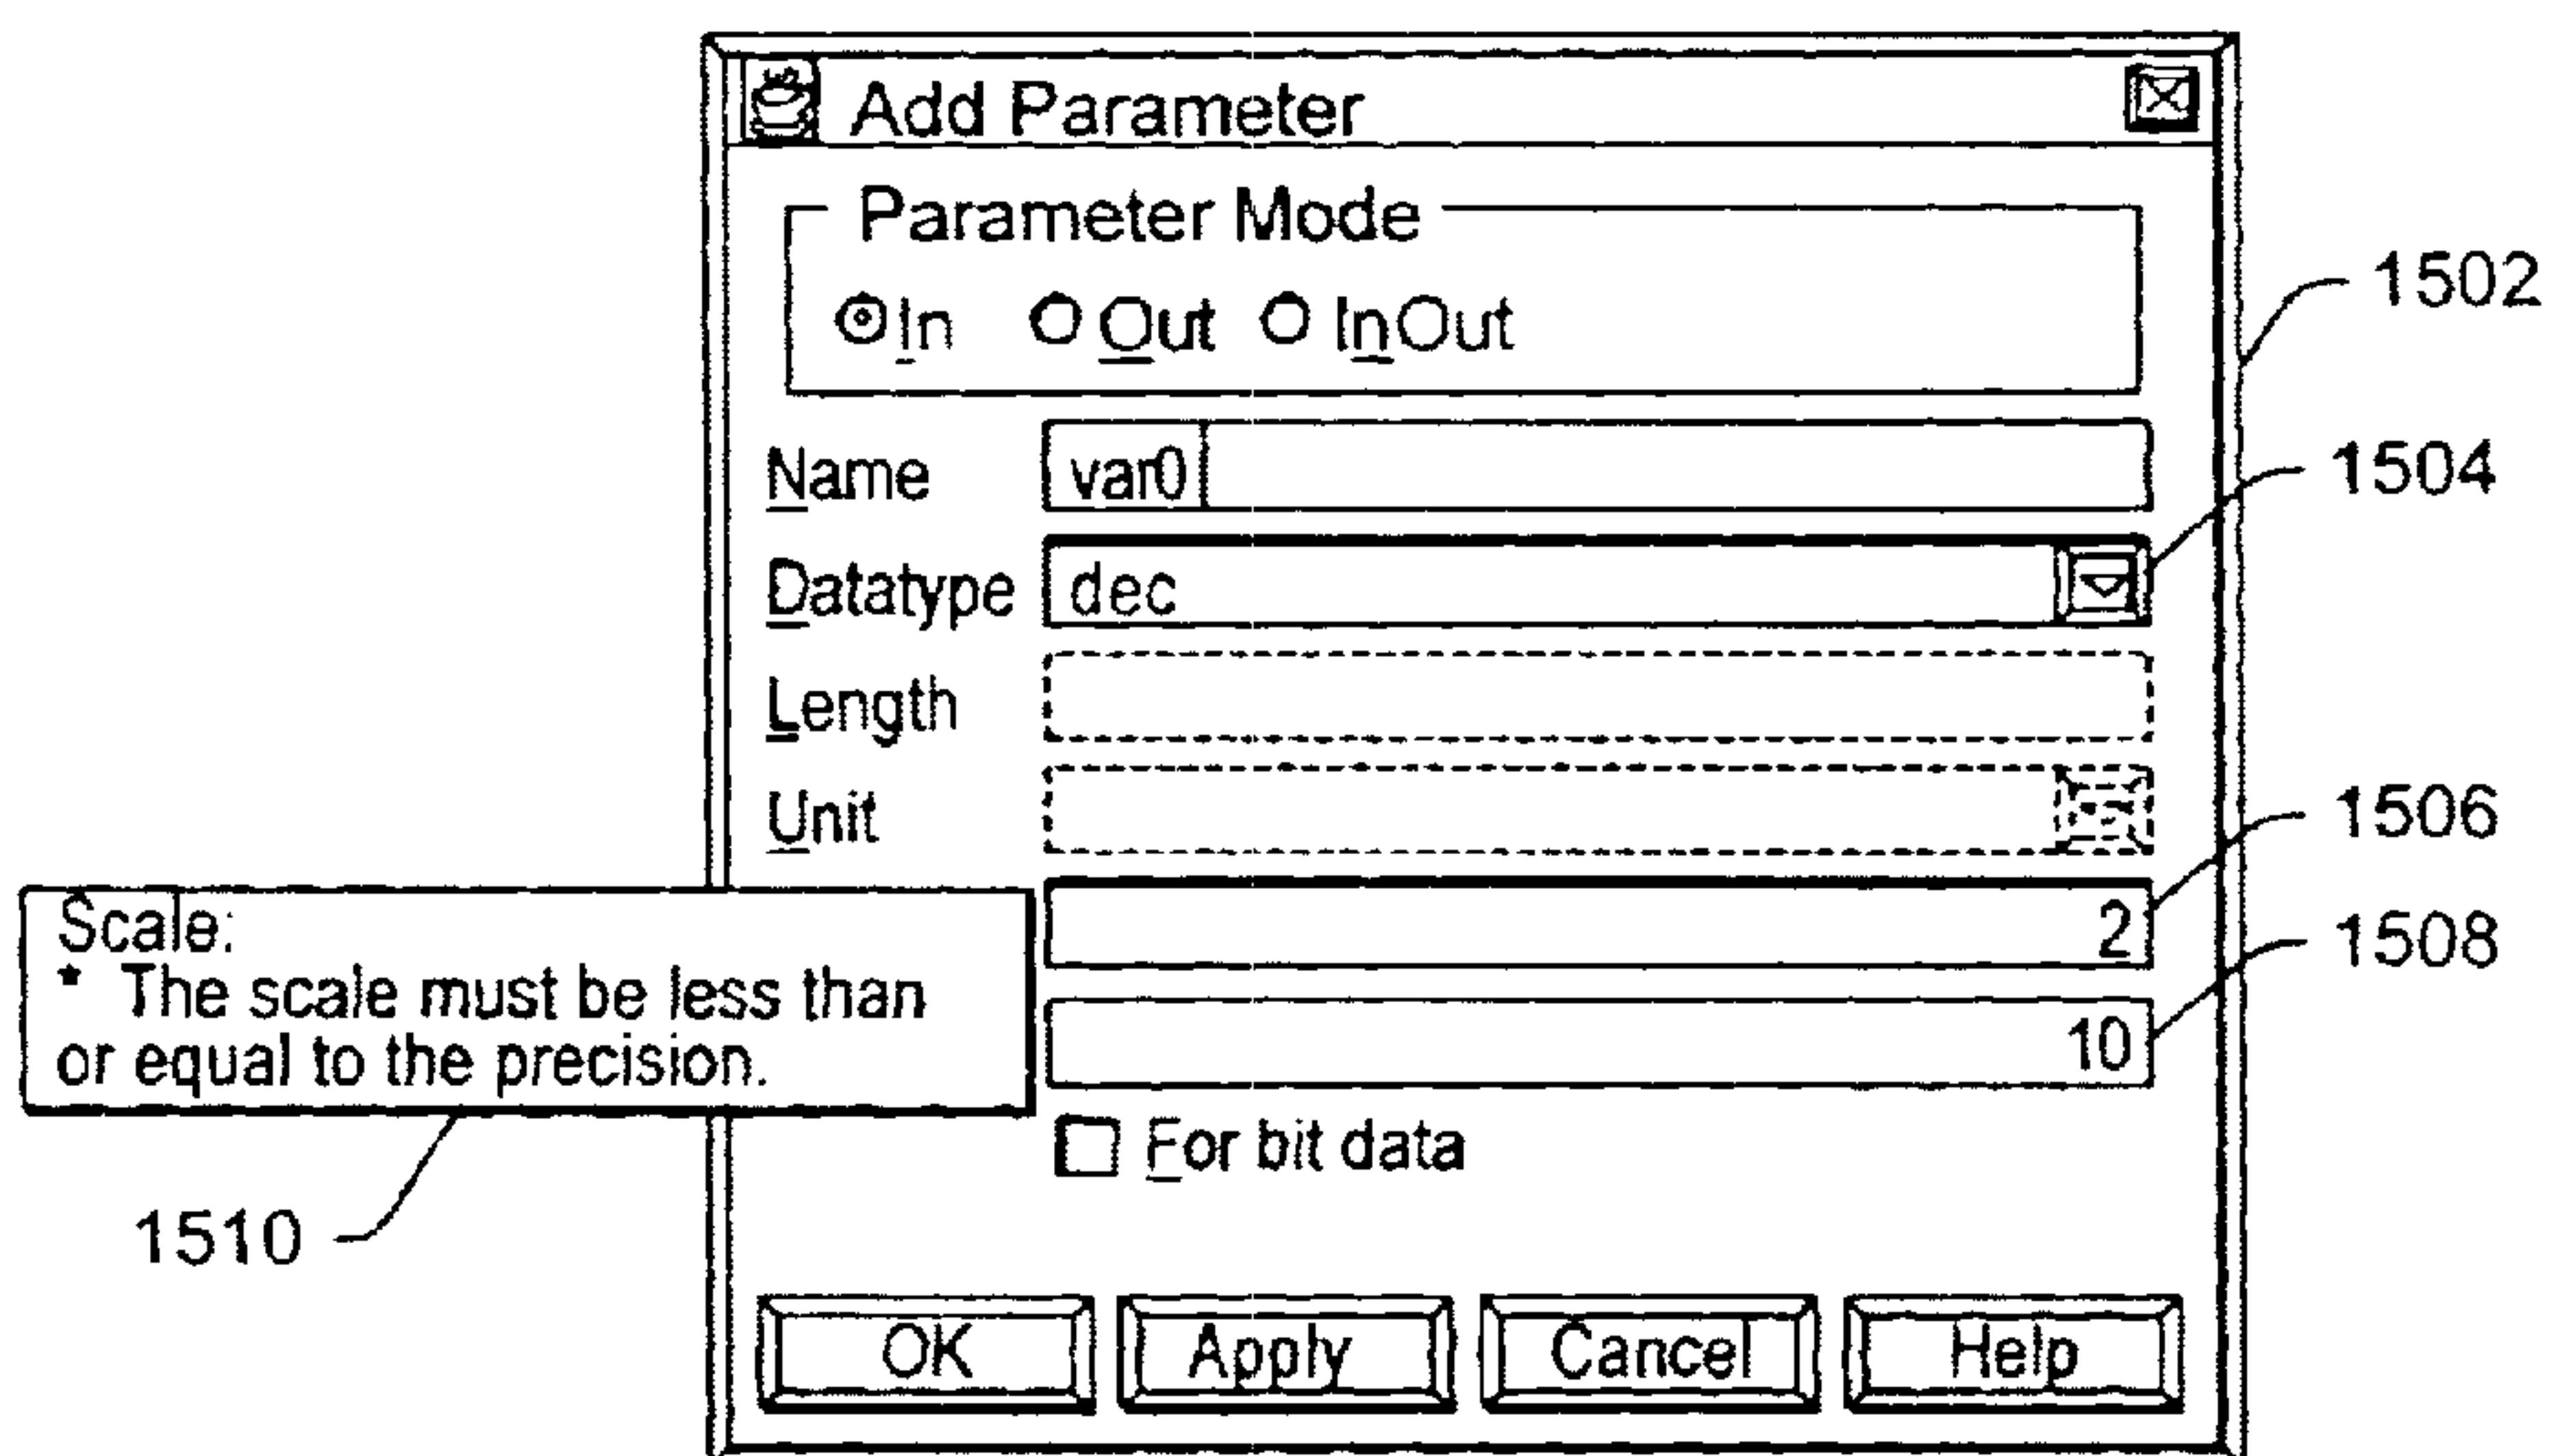 Add Parameter
Parameter Mode
In Out InOut
1502
Name var0
1504
Datatype dec
Length
Unit
1506
2
1508
Scale:
* The scale must be less than
or equal to the precision.
10
For bit data
1510
OK Apply Cancel Help